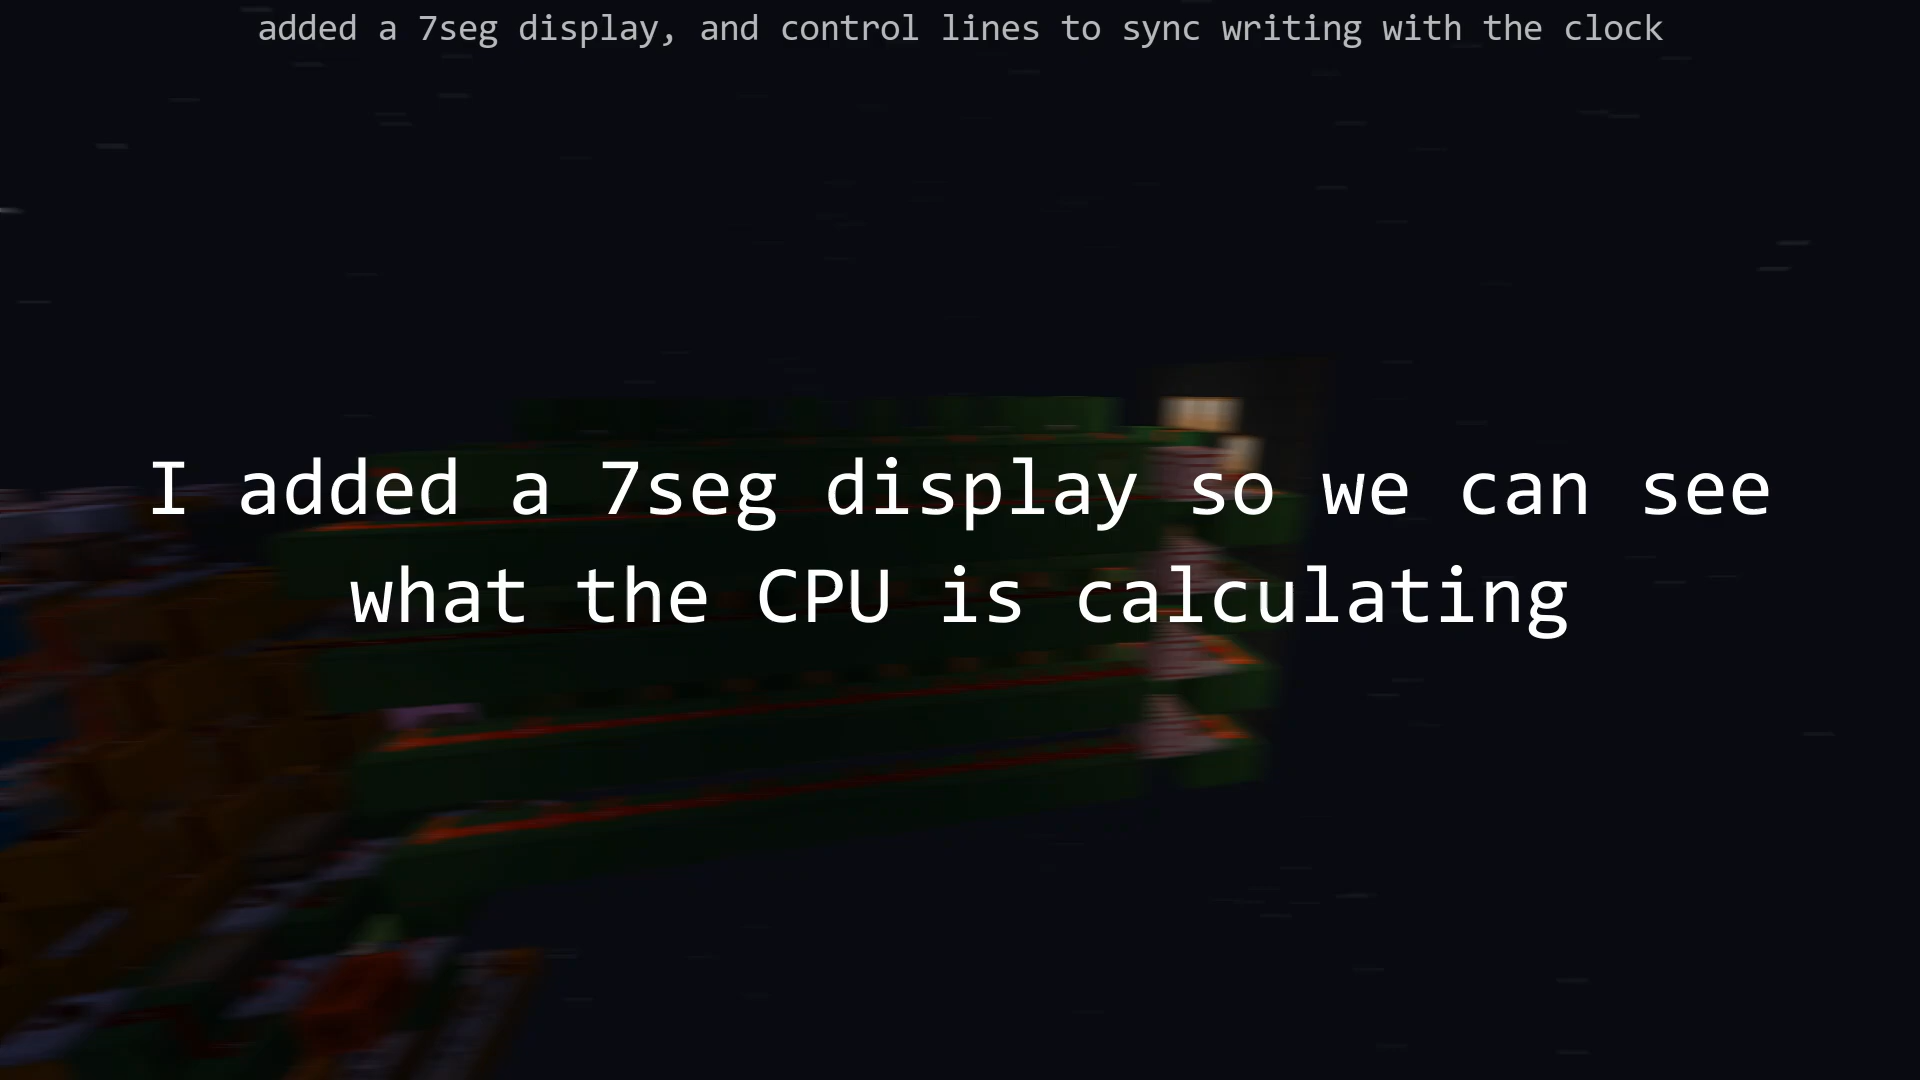 added a 7seg display, and control lines to sync writing with the clock
I added a 7seg display so we can see
what the CPU is calculating